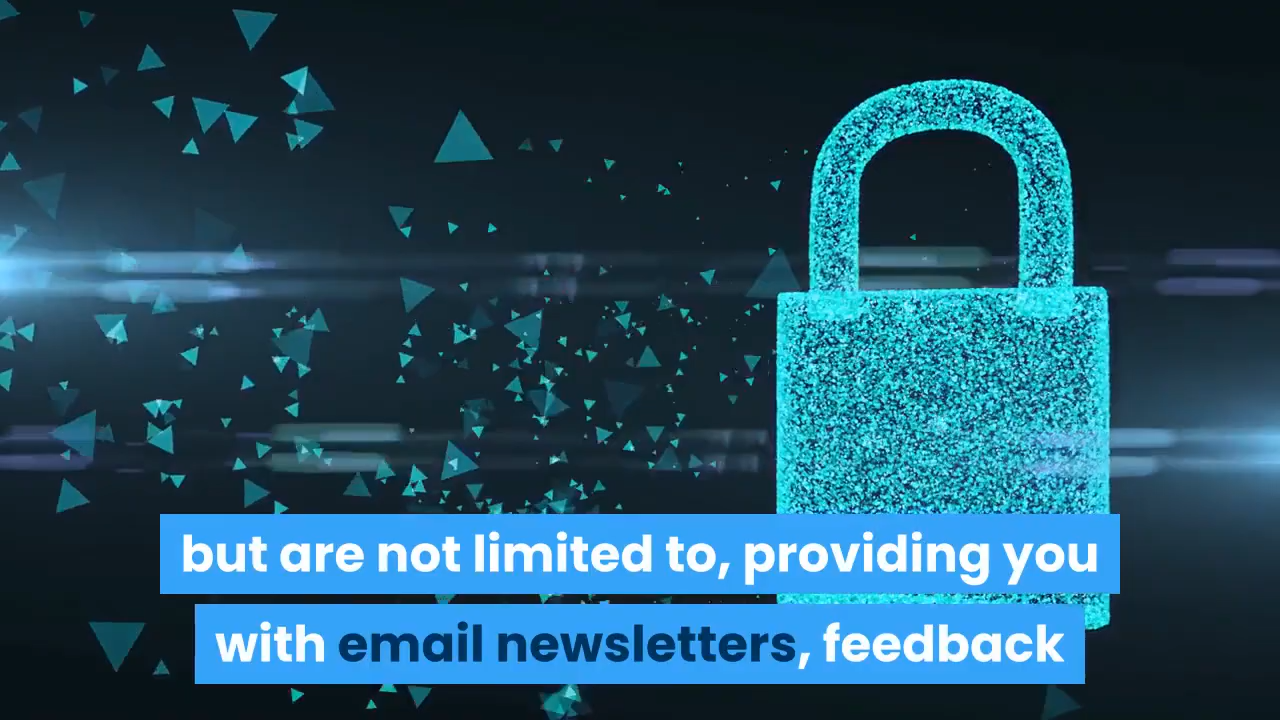 but are not limited to, providing you
with email newsletters, feedback